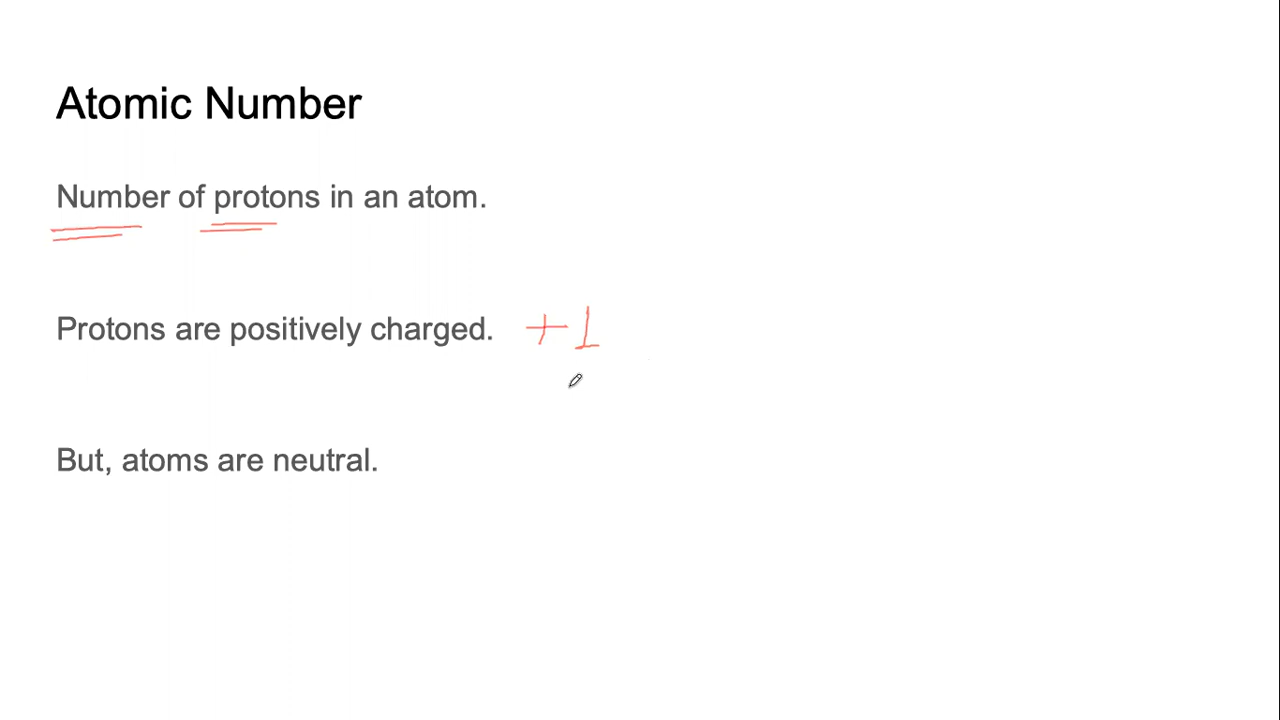 Atomic Number
Number of protons in an atom.
Protons are positively charged. +1
But, atoms are neutral.